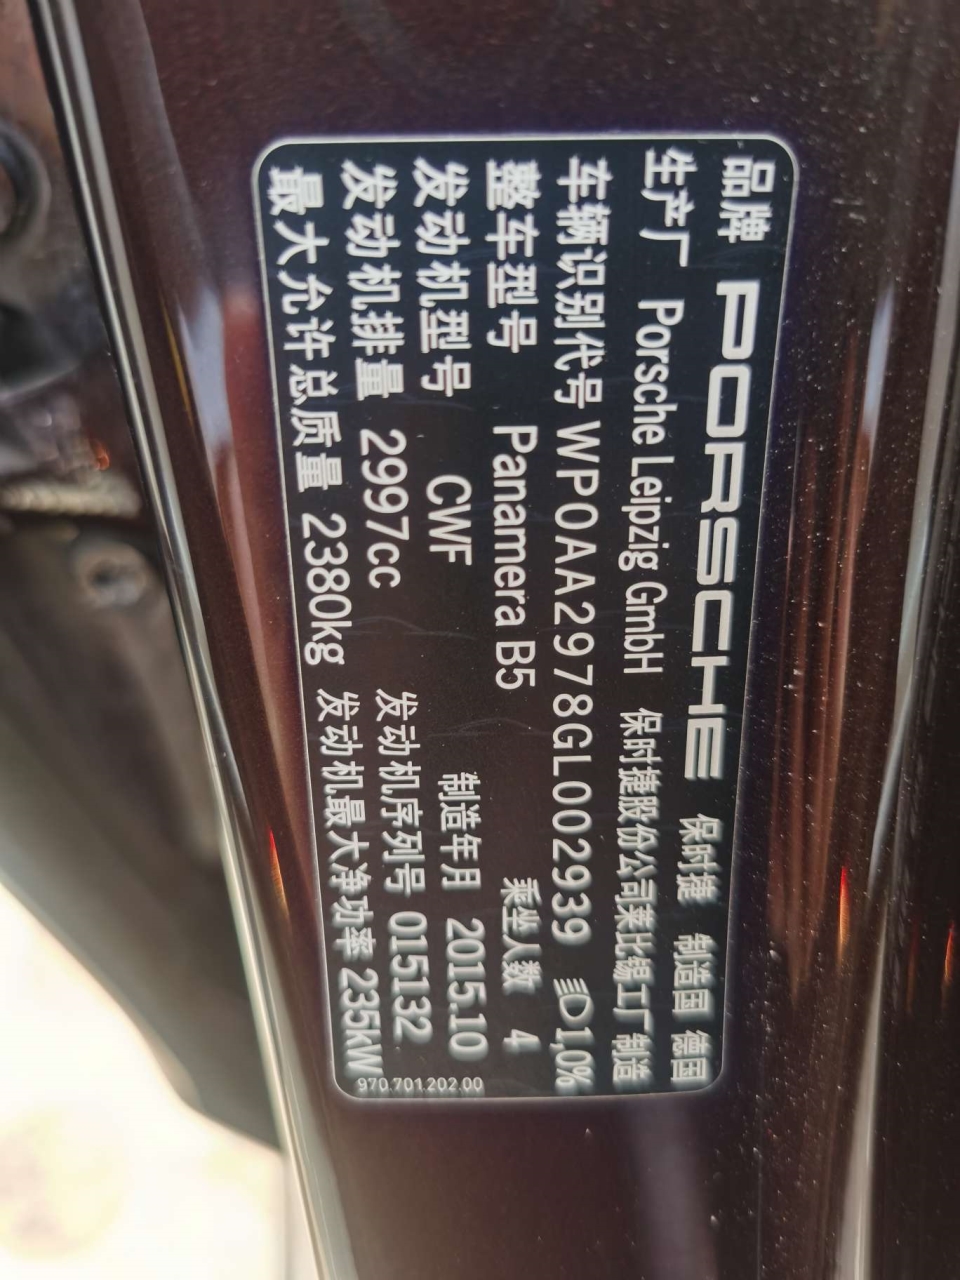 品牌 PORSCHE 保时捷 制造国 德国
生产厂 Porsche Leipzig GmbH 保时捷股份公司莱比锡工厂制造
车辆识别代号 WP0AA2978GL002939 1,0%
整车型号 Panamera B5 乘坐人数 4
发动机型号 CWF 制造年月 2015.10
发动机排量 2997cc 发动机序列号 015132
最大允许总质量 2380kg 发动机最大净功率 235kW
970.701.202.00